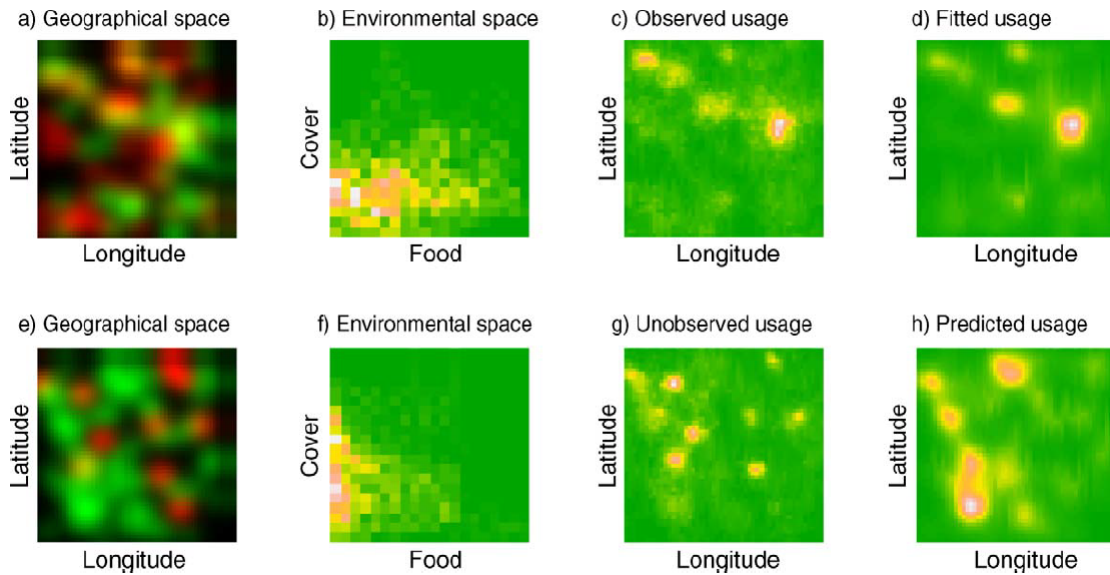 a) Geographical space
b) Environmental space
c) Observed usage
d) Fitted usage
Latitude
Longitude
Cover
Food
Latitude
Longitude
Latitude
Longitude
e) Geographical space
f) Environmental space
g) Unobserved usage
h) Predicted usage
Latitude
Longitude
Cover
Food
Latitude
Longitude
Latitude
Longitude